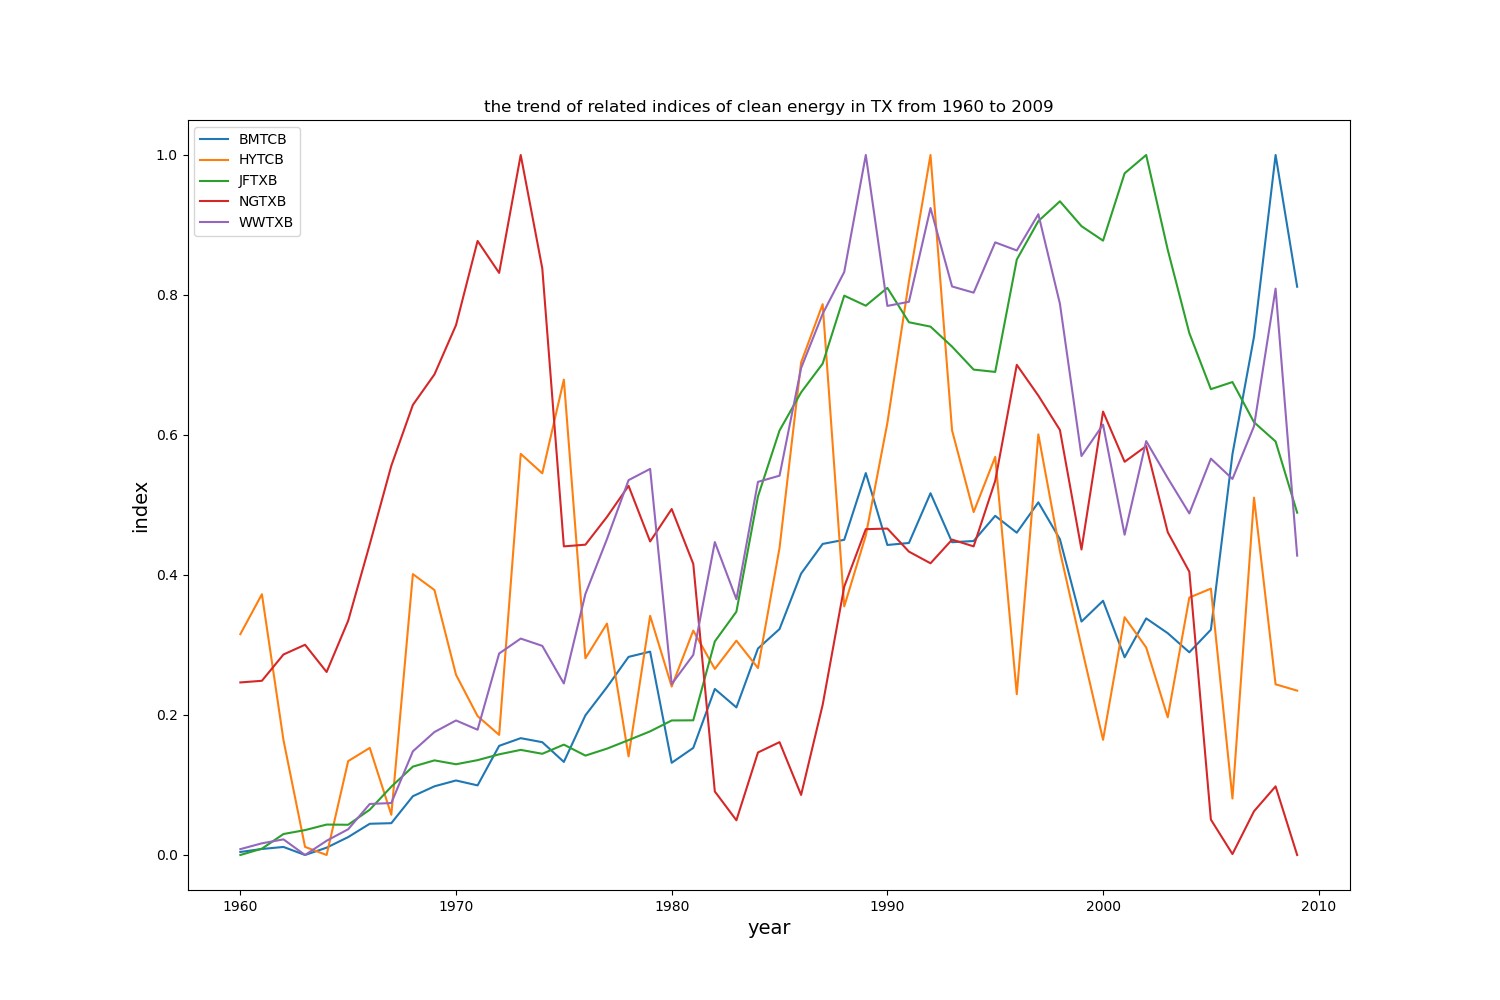 the trend of related indices of clean energy in TX from 1960 to 2009
BMTCB
HYTCB
JFTXB
NGTXB
WWTXB
1.0
0.8
0.6
0.4
0.2
0.0
index
1960 1970 1980 1990 2000 2010
year